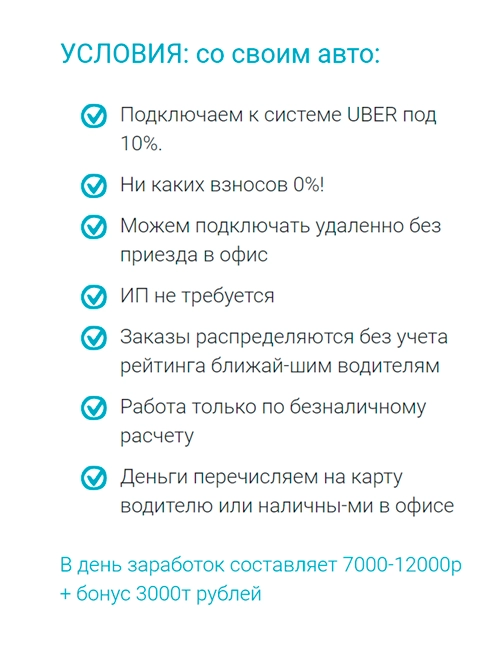 УСЛОВИЯ: со своим авто:
Подключаем к системе UBER под
10%.
Ни каких взносов 0%!
Можем подключать удаленно без
приезда в офис
ИП не требуется
Заказы распределяются без учета
рейтинга ближай-шим водителям
Работа только по безналичному
расчету
Деньги перечисляем на карту
водителю или наличны-ми в офисе
В день заработок составляет 7000-12000р
+ бонус 3000т рублей